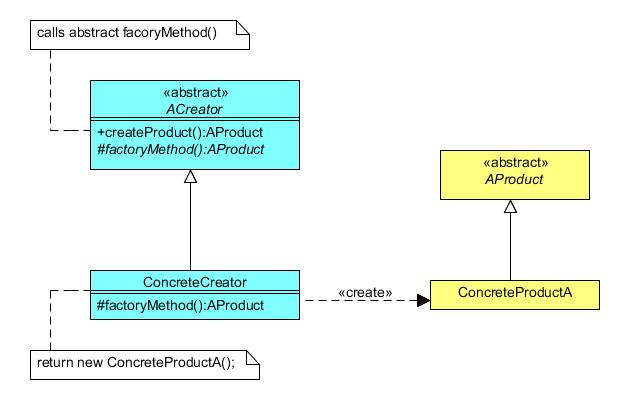 calls abstract facoryMethod()
«abstract»
ACreator
+createProduct():AProduct
#factoryMethod():AProduct
«abstract»
AProduct
ConcreteCreator
#factoryMethod():AProduct
«create»
ConcreteProductA
return new ConcreteProductA();